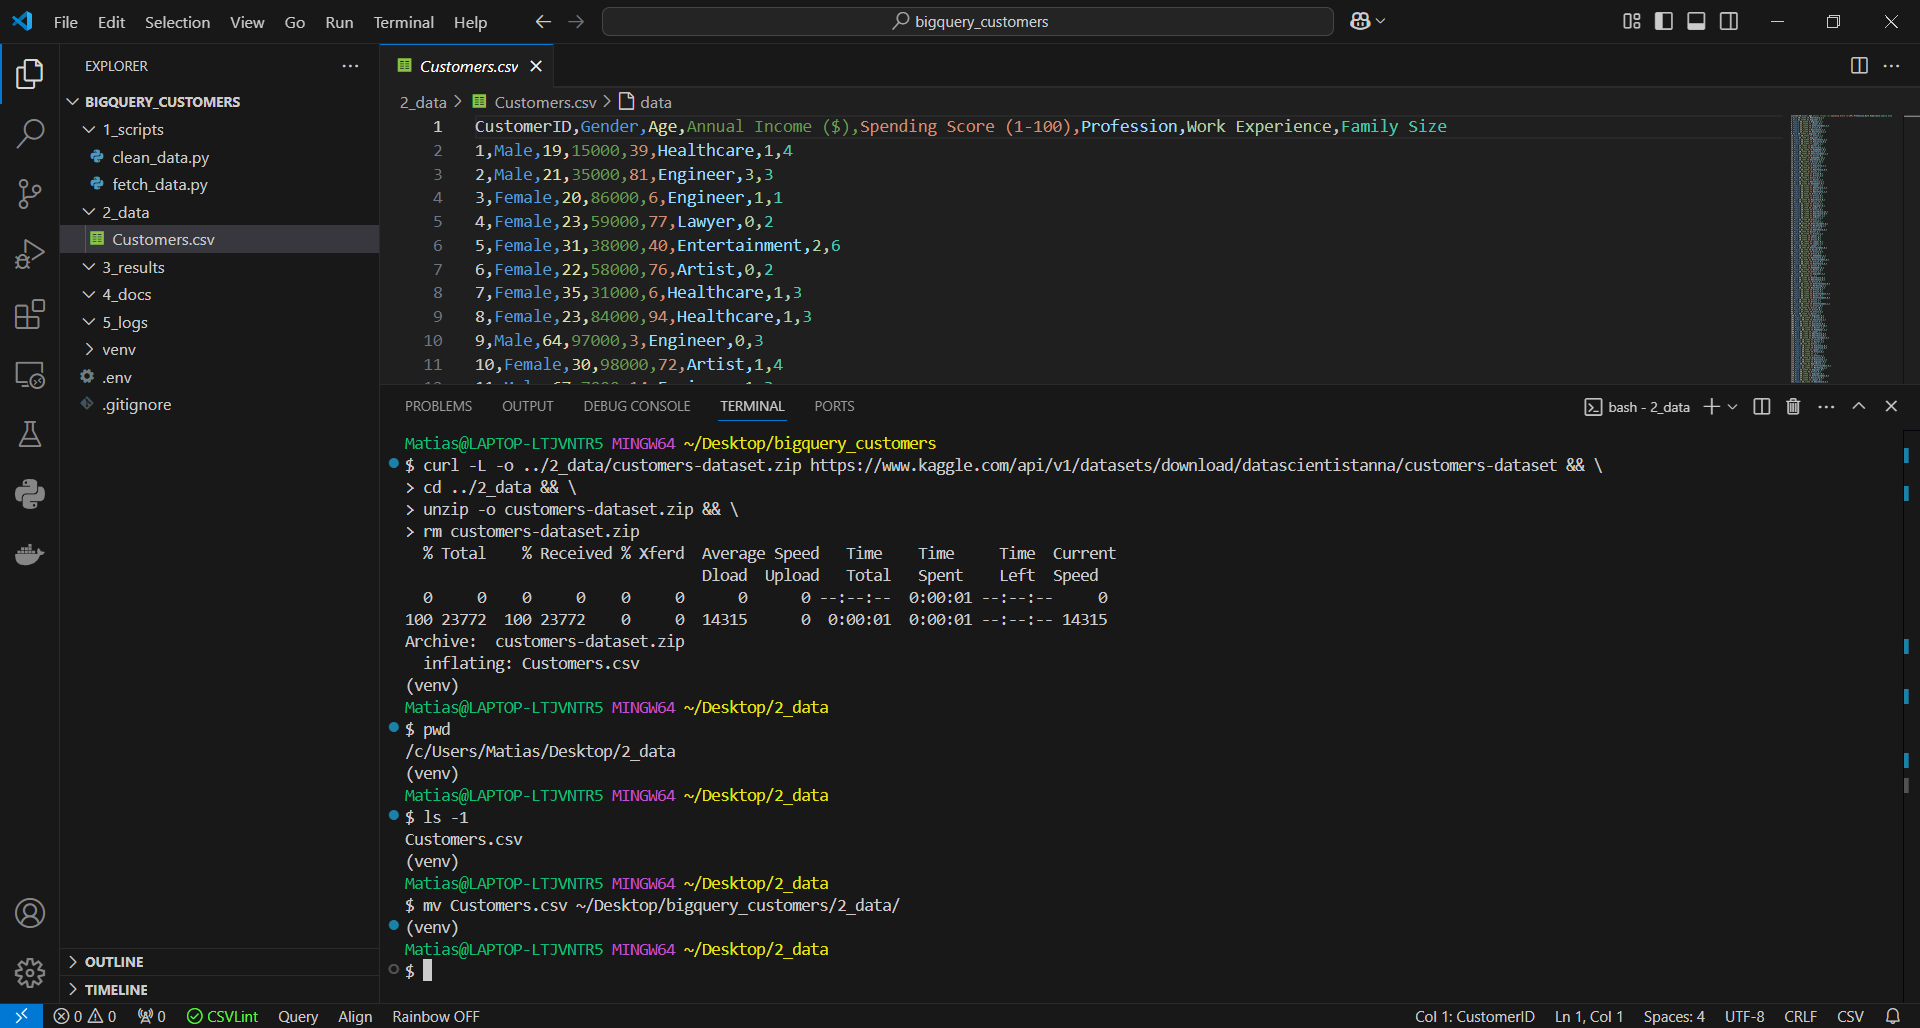 File Edit Selection View Go Run Terminal Help
bigquery_customers
EXPLORER
BIGQUERY_CUSTOMERS
1_scripts
clean_data.py
fetch_data.py
2_data
Customers.csv
3_results
4_docs
5_logs
venv
.env
.gitignore
OUTLINE
TIMELINE
Customers.csv
2_data > Customers.csv > data
1 CustomerID,Gender,Age,Annual Income ($),Spending Score (1-100),Profession,Work Experience,Family Size
2 1,Male,19,15000,39,Healthcare,1,4
3 2,Male,21,35000,81,Engineer,3,3
4 3,Female,20,86000,6,Engineer,1,1
5 4,Female,23,59000,77,Lawyer,0,2
6 5,Female,31,38000,40,Entertainment,2,6
7 6,Female,22,58000,76,Artist,0,2
8 7,Female,35,31000,6,Healthcare,1,3
9 8,Female,23,84000,94,Healthcare,1,3
10 9,Male,64,97000,3,Engineer,0,3
11 10,Female,30,98000,72,Artist,1,4
PROBLEMS OUTPUT DEBUG CONSOLE TERMINAL PORTS
bash - 2_data
Matias@LAPTOP-LTJVNTR5 MINGW64 ~/Desktop/bigquery_customers
$ curl -L -o ../2_data/customers-dataset.zip https://www.kaggle.com/api/v1/datasets/download/datascientistanna/customers-dataset && \
> cd ../2_data && \
> unzip -o customers-dataset.zip && \
> rm customers-dataset.zip
% Total % Received % Xferd Average Speed Time Time Time Current
Dload Upload Total Spent Left Speed
0 0 0 0 0 0 0 0 --:--:-- 0:00:01 --:--:-- 0
100 23772 100 23772 0 0 14315 0 0:00:01 0:00:01 --:--:-- 14315
Archive: customers-dataset.zip
inflating: Customers.csv
(venv)
Matias@LAPTOP-LTJVNTR5 MINGW64 ~/Desktop/2_data
$ pwd
/c/Users/Matias/Desktop/2_data
(venv)
Matias@LAPTOP-LTJVNTR5 MINGW64 ~/Desktop/2_data
$ ls -1
Customers.csv
(venv)
Matias@LAPTOP-LTJVNTR5 MINGW64 ~/Desktop/2_data
$ mv Customers.csv ~/Desktop/bigquery_customers/2_data/
(venv)
Matias@LAPTOP-LTJVNTR5 MINGW64 ~/Desktop/2_data
$
0 0 0 CSVLint Query Align Rainbow OFF Col 1: CustomerID Ln 1, Col 1 Spaces: 4 UTF-8 CRLF CSV